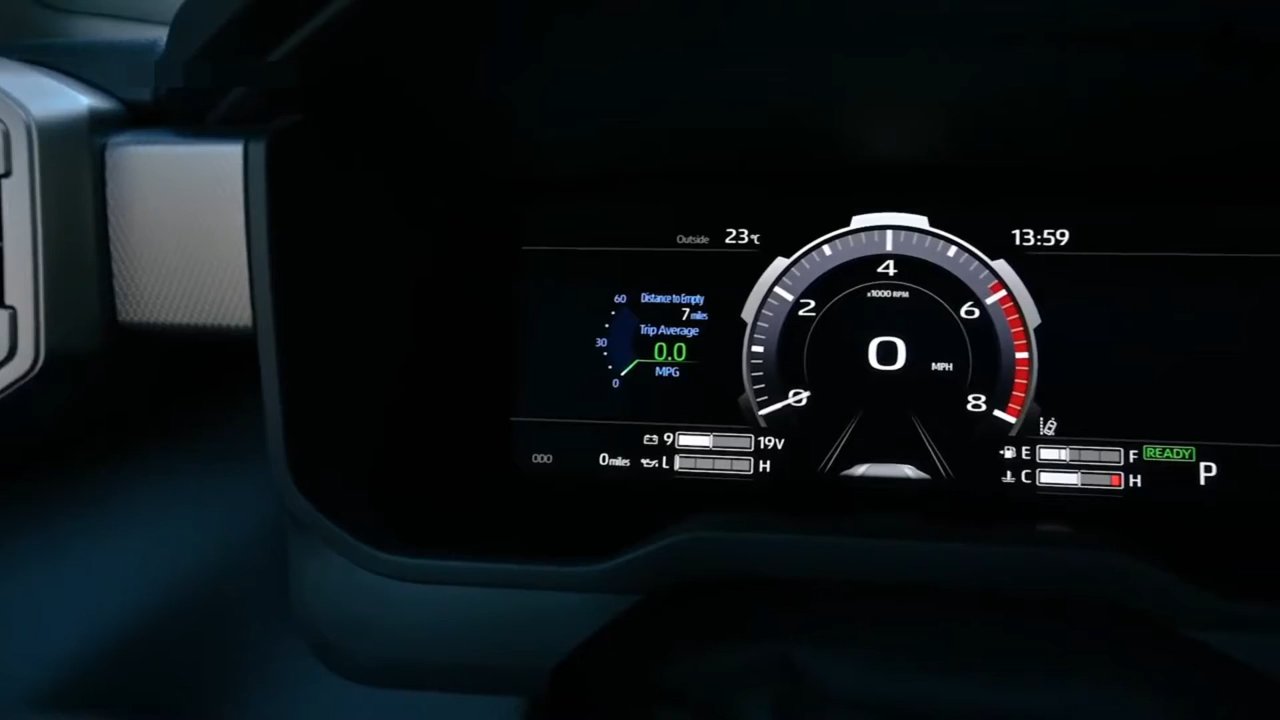 Outside 23℃
13:59
60
Distance to Empty
7 miles
30
Trip Average
0.0
MPG
0
4
x1000 RPM
2
6
0
MPH
0
8
9 19V
L H
ODO 0 miles
E F
C H
READY
P